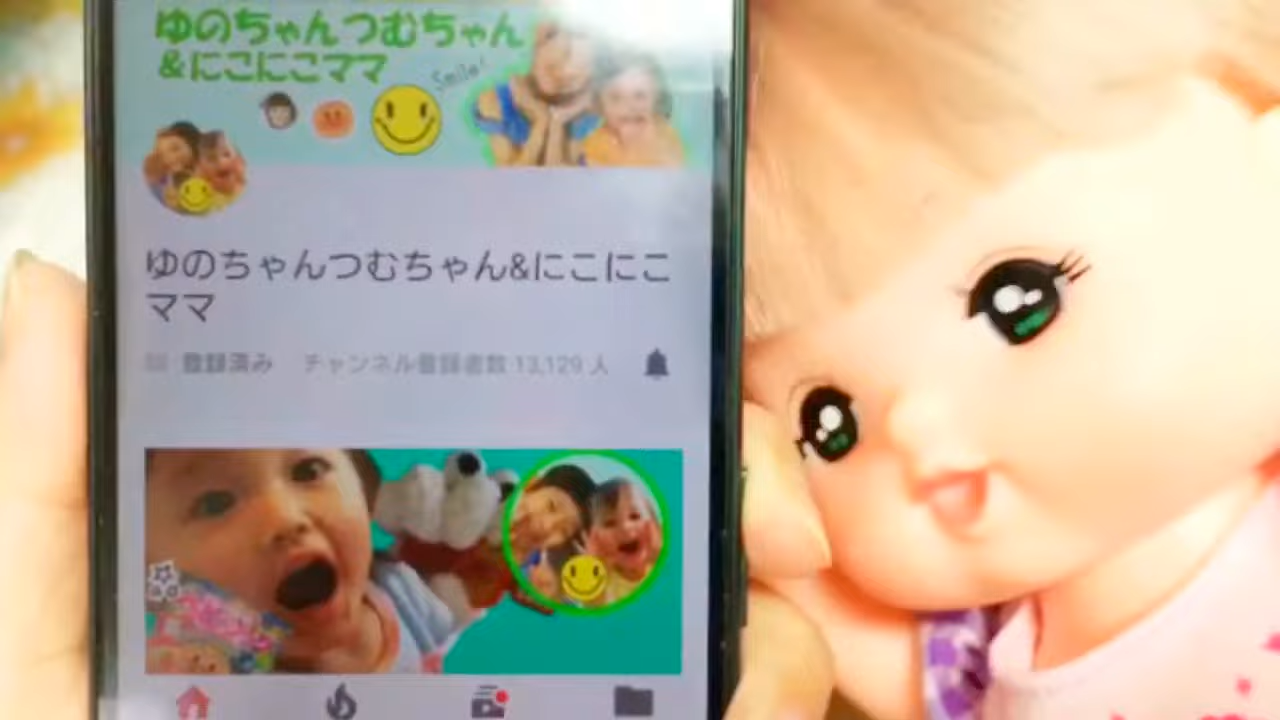 ゆのちゃんつむちゃん
&にこにこママ
Smile!
ゆのちゃんつむちゃん&にこにこ
ママ
登録済み チャンネル登録者数 13,129 人